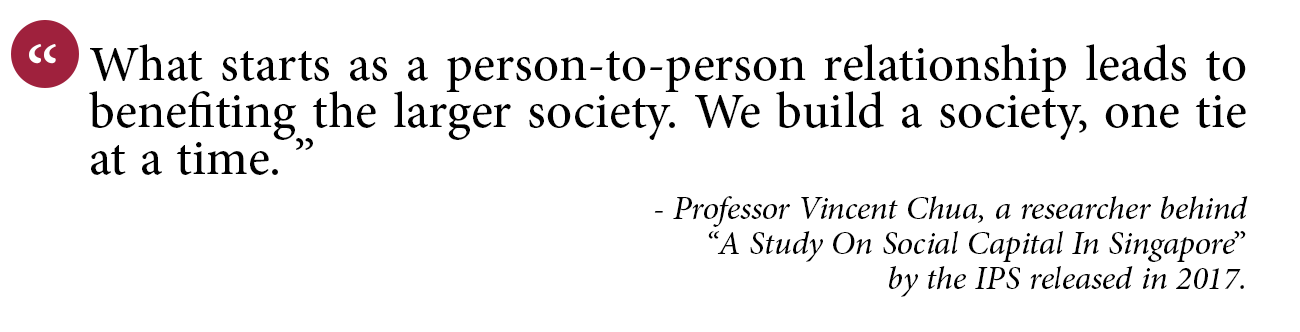 “ What starts as a person-to-person relationship leads to
benefiting the larger society. We build a society, one tie
at a time. ”
- Professor Vincent Chua, a researcher behind
“A Study On Social Capital In Singapore”
by the IPS released in 2017.